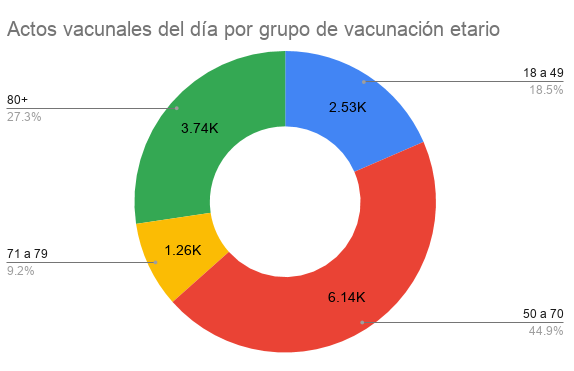 Actos vacunales del día por grupo de vacunación etario
18 a 49
18.5%
2.53K
80+
27.3%
3.74K
71 a 79
9.2%
1.26K
6.14K
50 a 70
44.9%